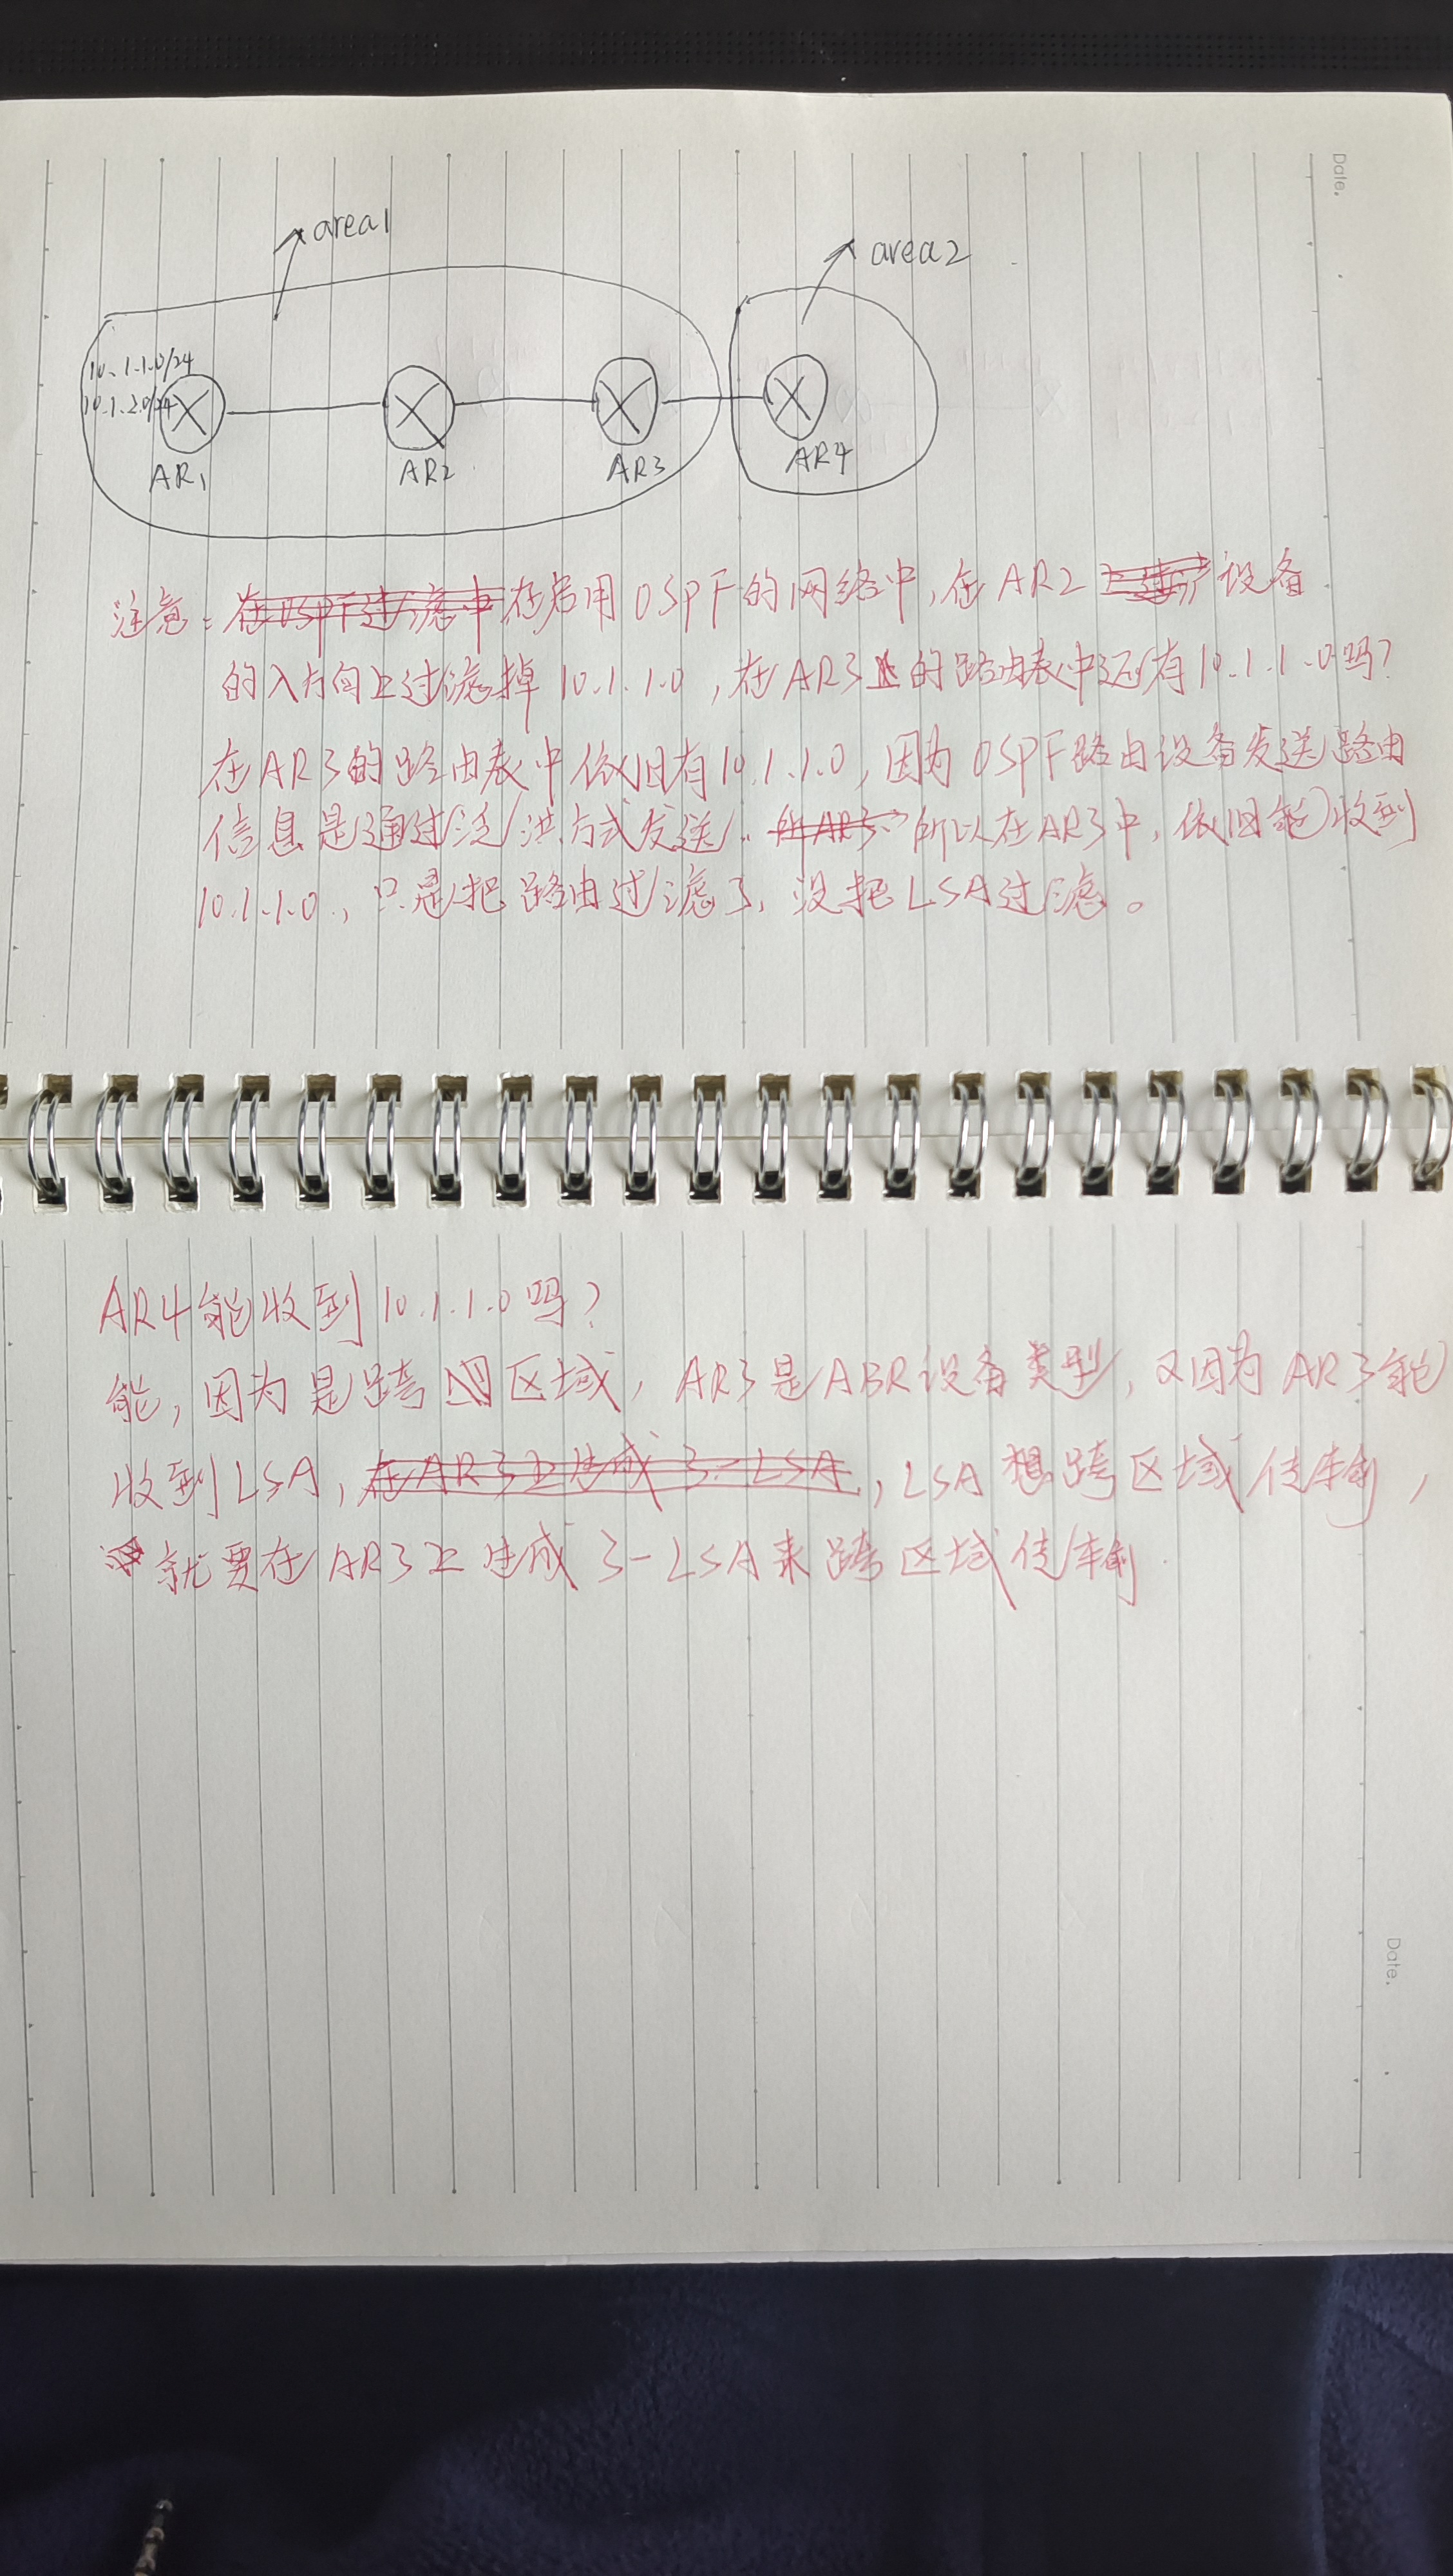 Date.
area1
area2
10.1.1.0/24
10.1.2.0/24
AR1
AR2
AR3
AR4
注意：在OSPF过滤中在启用OSPF的网络中，在AR2设备
的入方向上过滤掉10.1.1.0，在AR3的路由表中还有10.1.1.0吗？
在AR3的路由表中依旧有10.1.1.0，因为OSPF路由设备发送路由
信息是通过泛洪方式发送。所以在AR3中，依旧能收到
10.1.1.0，只是把路由过滤了，没把LSA过滤。
AR4能收到10.1.1.0吗？
能，因为是跨区域，AR3是ABR设备类型，又因为AR3能
收到LSA，在AR3上生成3-LSA，LSA想跨区域传输，
就要在AR3上生成3-LSA来跨区域传输
Date.